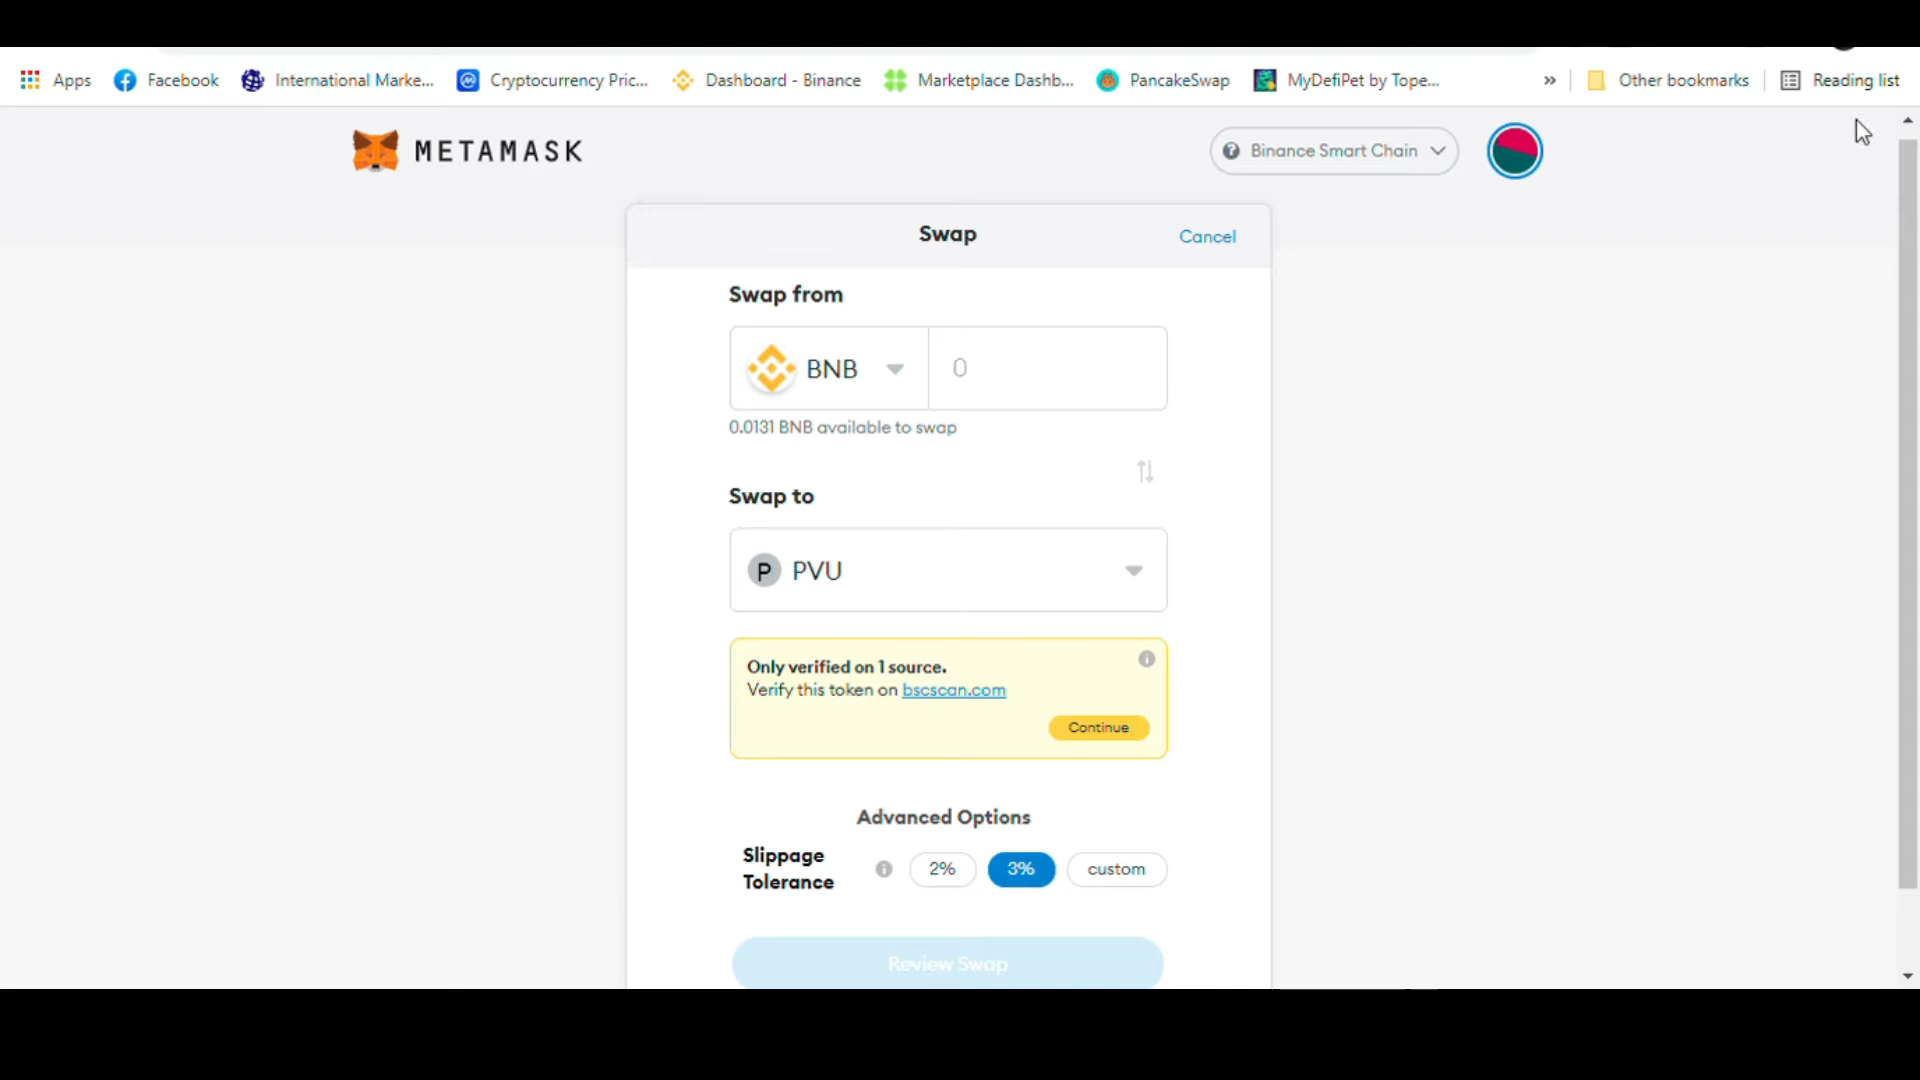 Apps Facebook International Marke... Cryptocurrency Pric... Dashboard - Binance Marketplace Dashb... PancakeSwap MyDefiPet by Tope... » Other bookmarks Reading list
METAMASK
? Binance Smart Chain
Swap Cancel
Swap from
BNB 0
0.0131 BNB available to swap
Swap to
P PVU
Only verified on 1 source.
Verify this token on bscscan.com
Continue
Advanced Options
Slippage
Tolerance
2% 3% custom
Review Swap